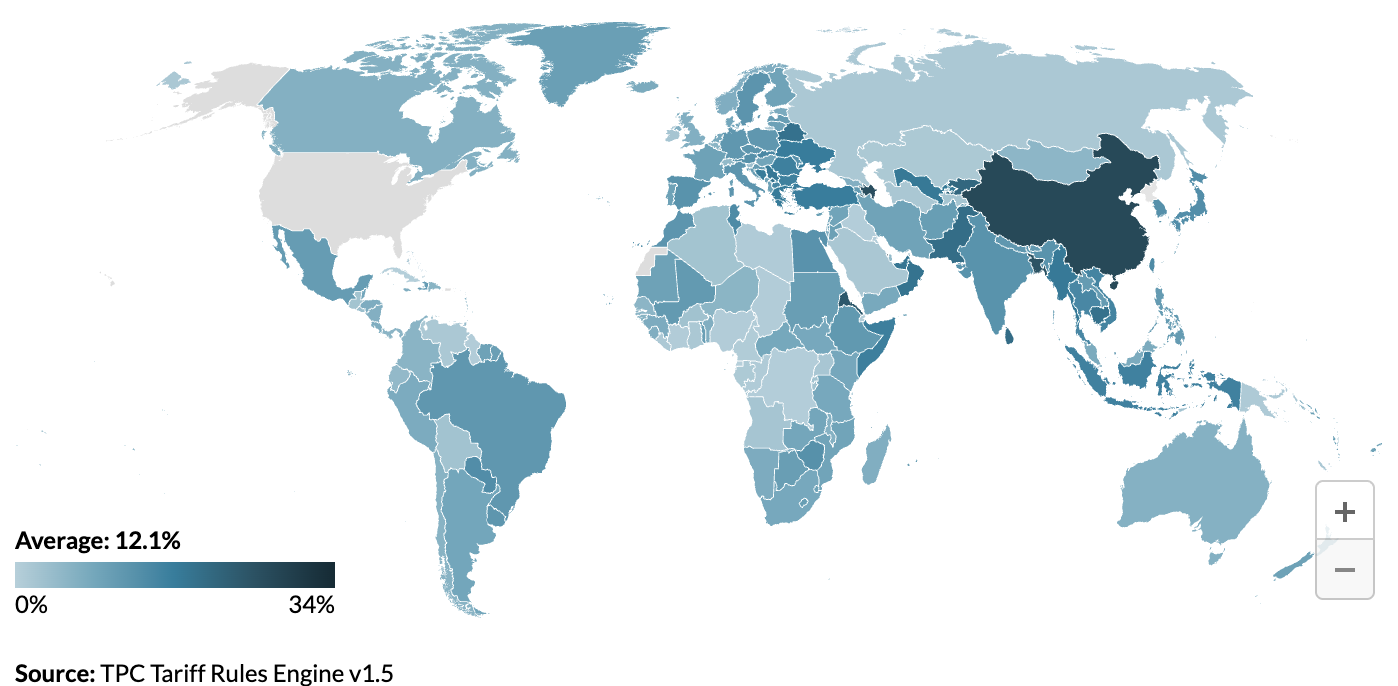 Average: 12.1%
0% 34%
Source: TPC Tariff Rules Engine v1.5
+
−